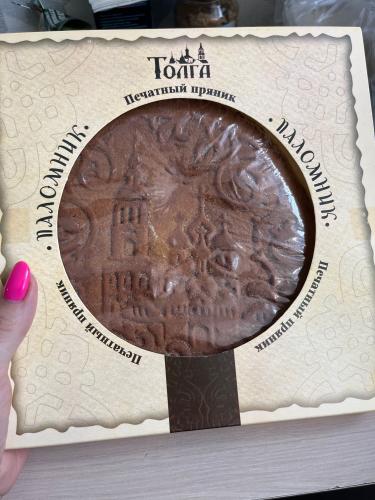 Толга
Печатный пряник
• ПАЛОМНИК •
• ПАЛОМНИК •
Печатный пряник
Печатный пряник